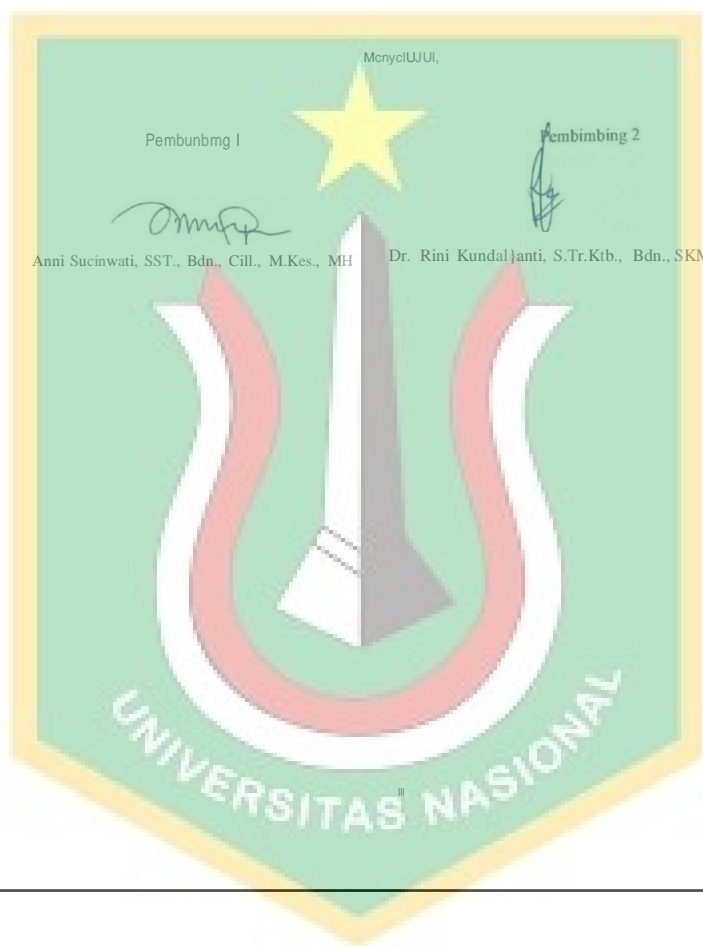 McnyclUJUI,
Pembunbmg I
Pembimbing 2
Anni Sucinwati, SST., Bdn., Cill., M.Kes., MH
Dr. Rini Kundal}anti, S.Tr.Ktb., Bdn., SKM
UNIVERSITAS NASIONAL